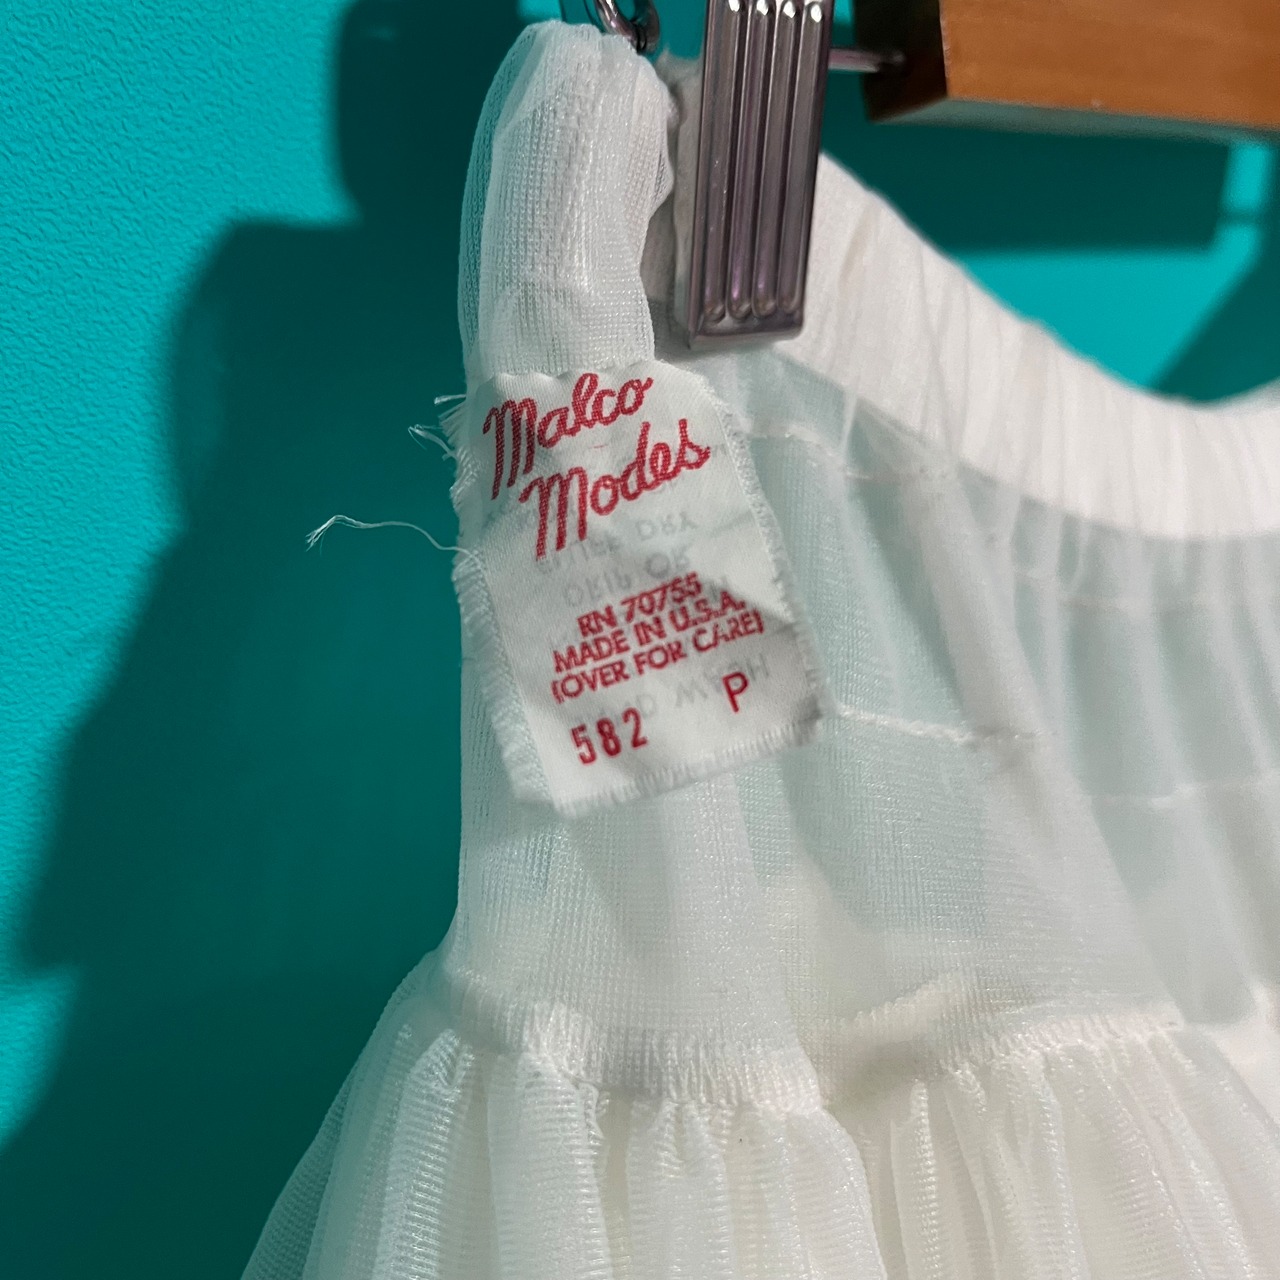 Malco
Modes
RN 70755
MADE IN U.S.A.
(OVER FOR CARE)
582 P